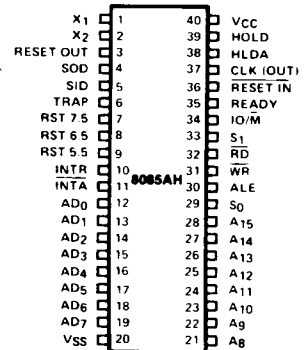 X1 1 40 VCC
X2 2 39 HOLD
RESET OUT 3 38 HLDA
SOD 4 37 CLK (OUT)
SID 5 36 RESET IN
TRAP 6 35 READY
RST 7.5 7 34 IO/M
RST 6.5 8 33 S1
RST 5.5 9 32 RD
INTR 10 31 WR
INTA 11 8085AH 30 ALE
AD0 12 29 S0
AD1 13 28 A15
AD2 14 27 A14
AD3 15 26 A13
AD4 16 25 A12
AD5 17 24 A11
AD6 18 23 A10
AD7 19 22 A9
VSS 20 21 A8